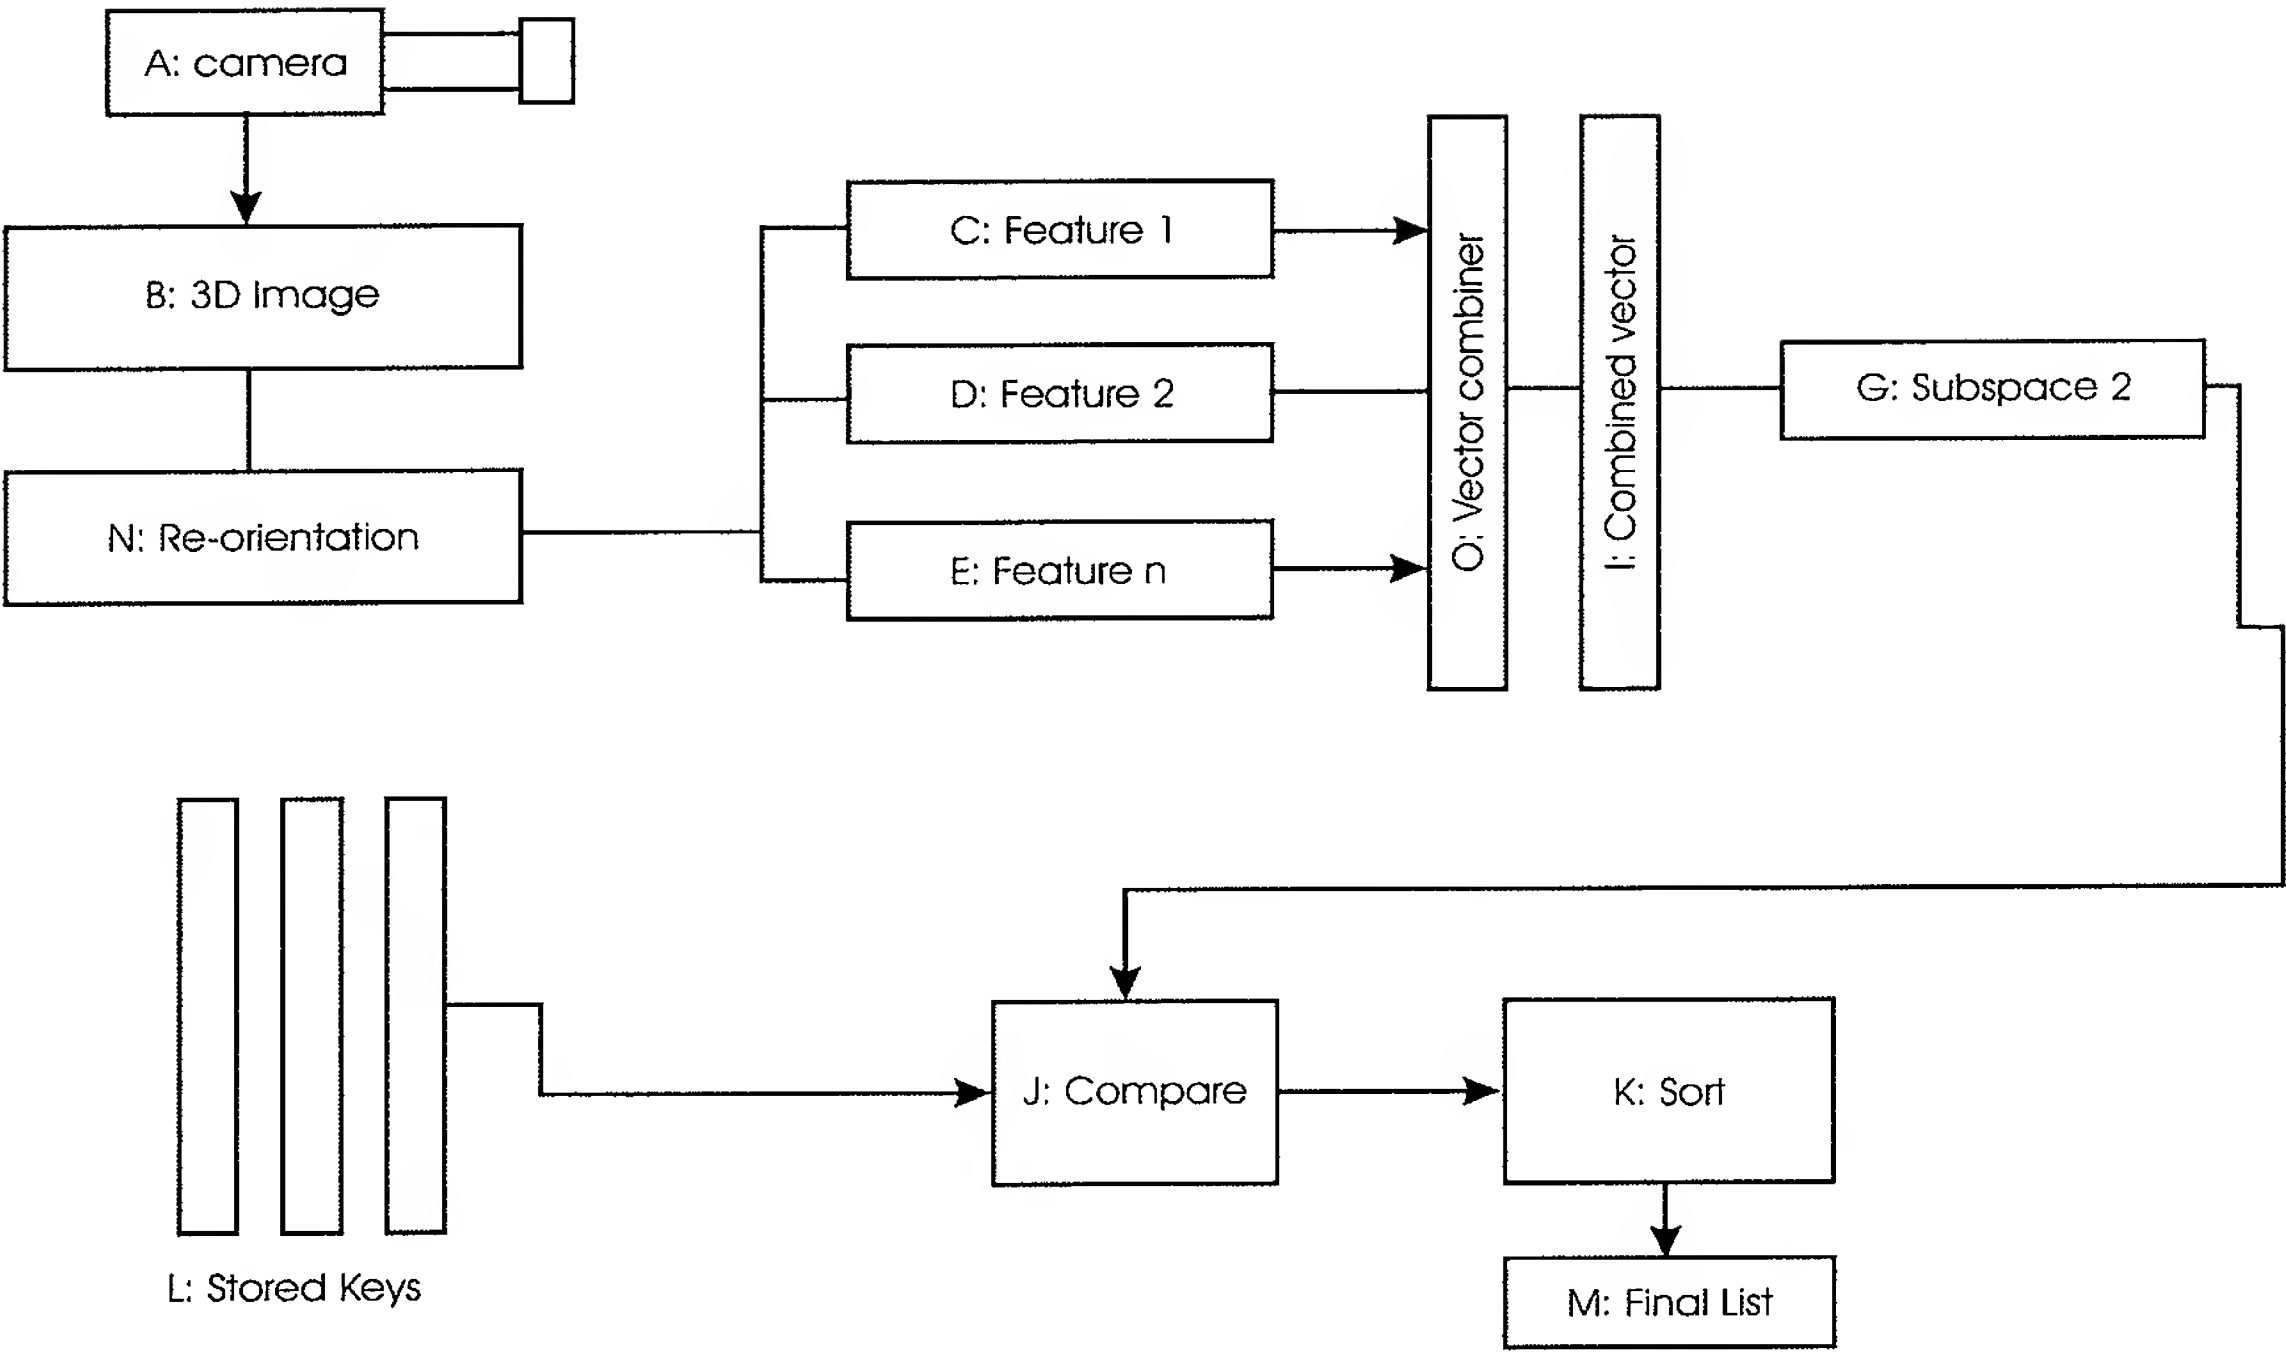 A: camera
B: 3D Image
N: Re-orientation
C: Feature 1
D: Feature 2
E: Feature n
O: Vector combiner
I: Combined vector
G: Subspace 2
L: Stored Keys
J: Compare
K: Sort
M: Final List